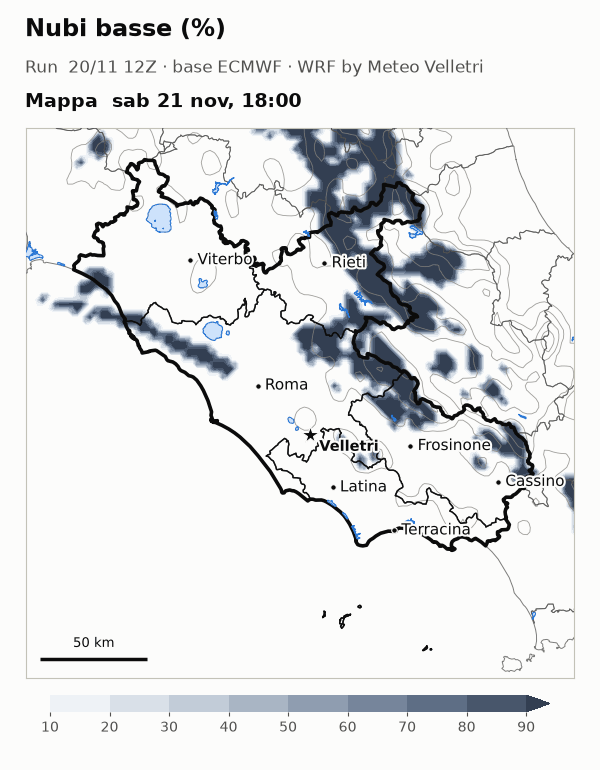 Nubi basse (%)
Run  20/11 12Z · base ECMWF · WRF by Meteo Velletri
Mappa  sab 21 nov, 18:00
Viterbo
Rieti
Roma
Velletri
Frosinone
Latina
Cassino
Terracina
50 km
10 20 30 40 50 60 70 80 90